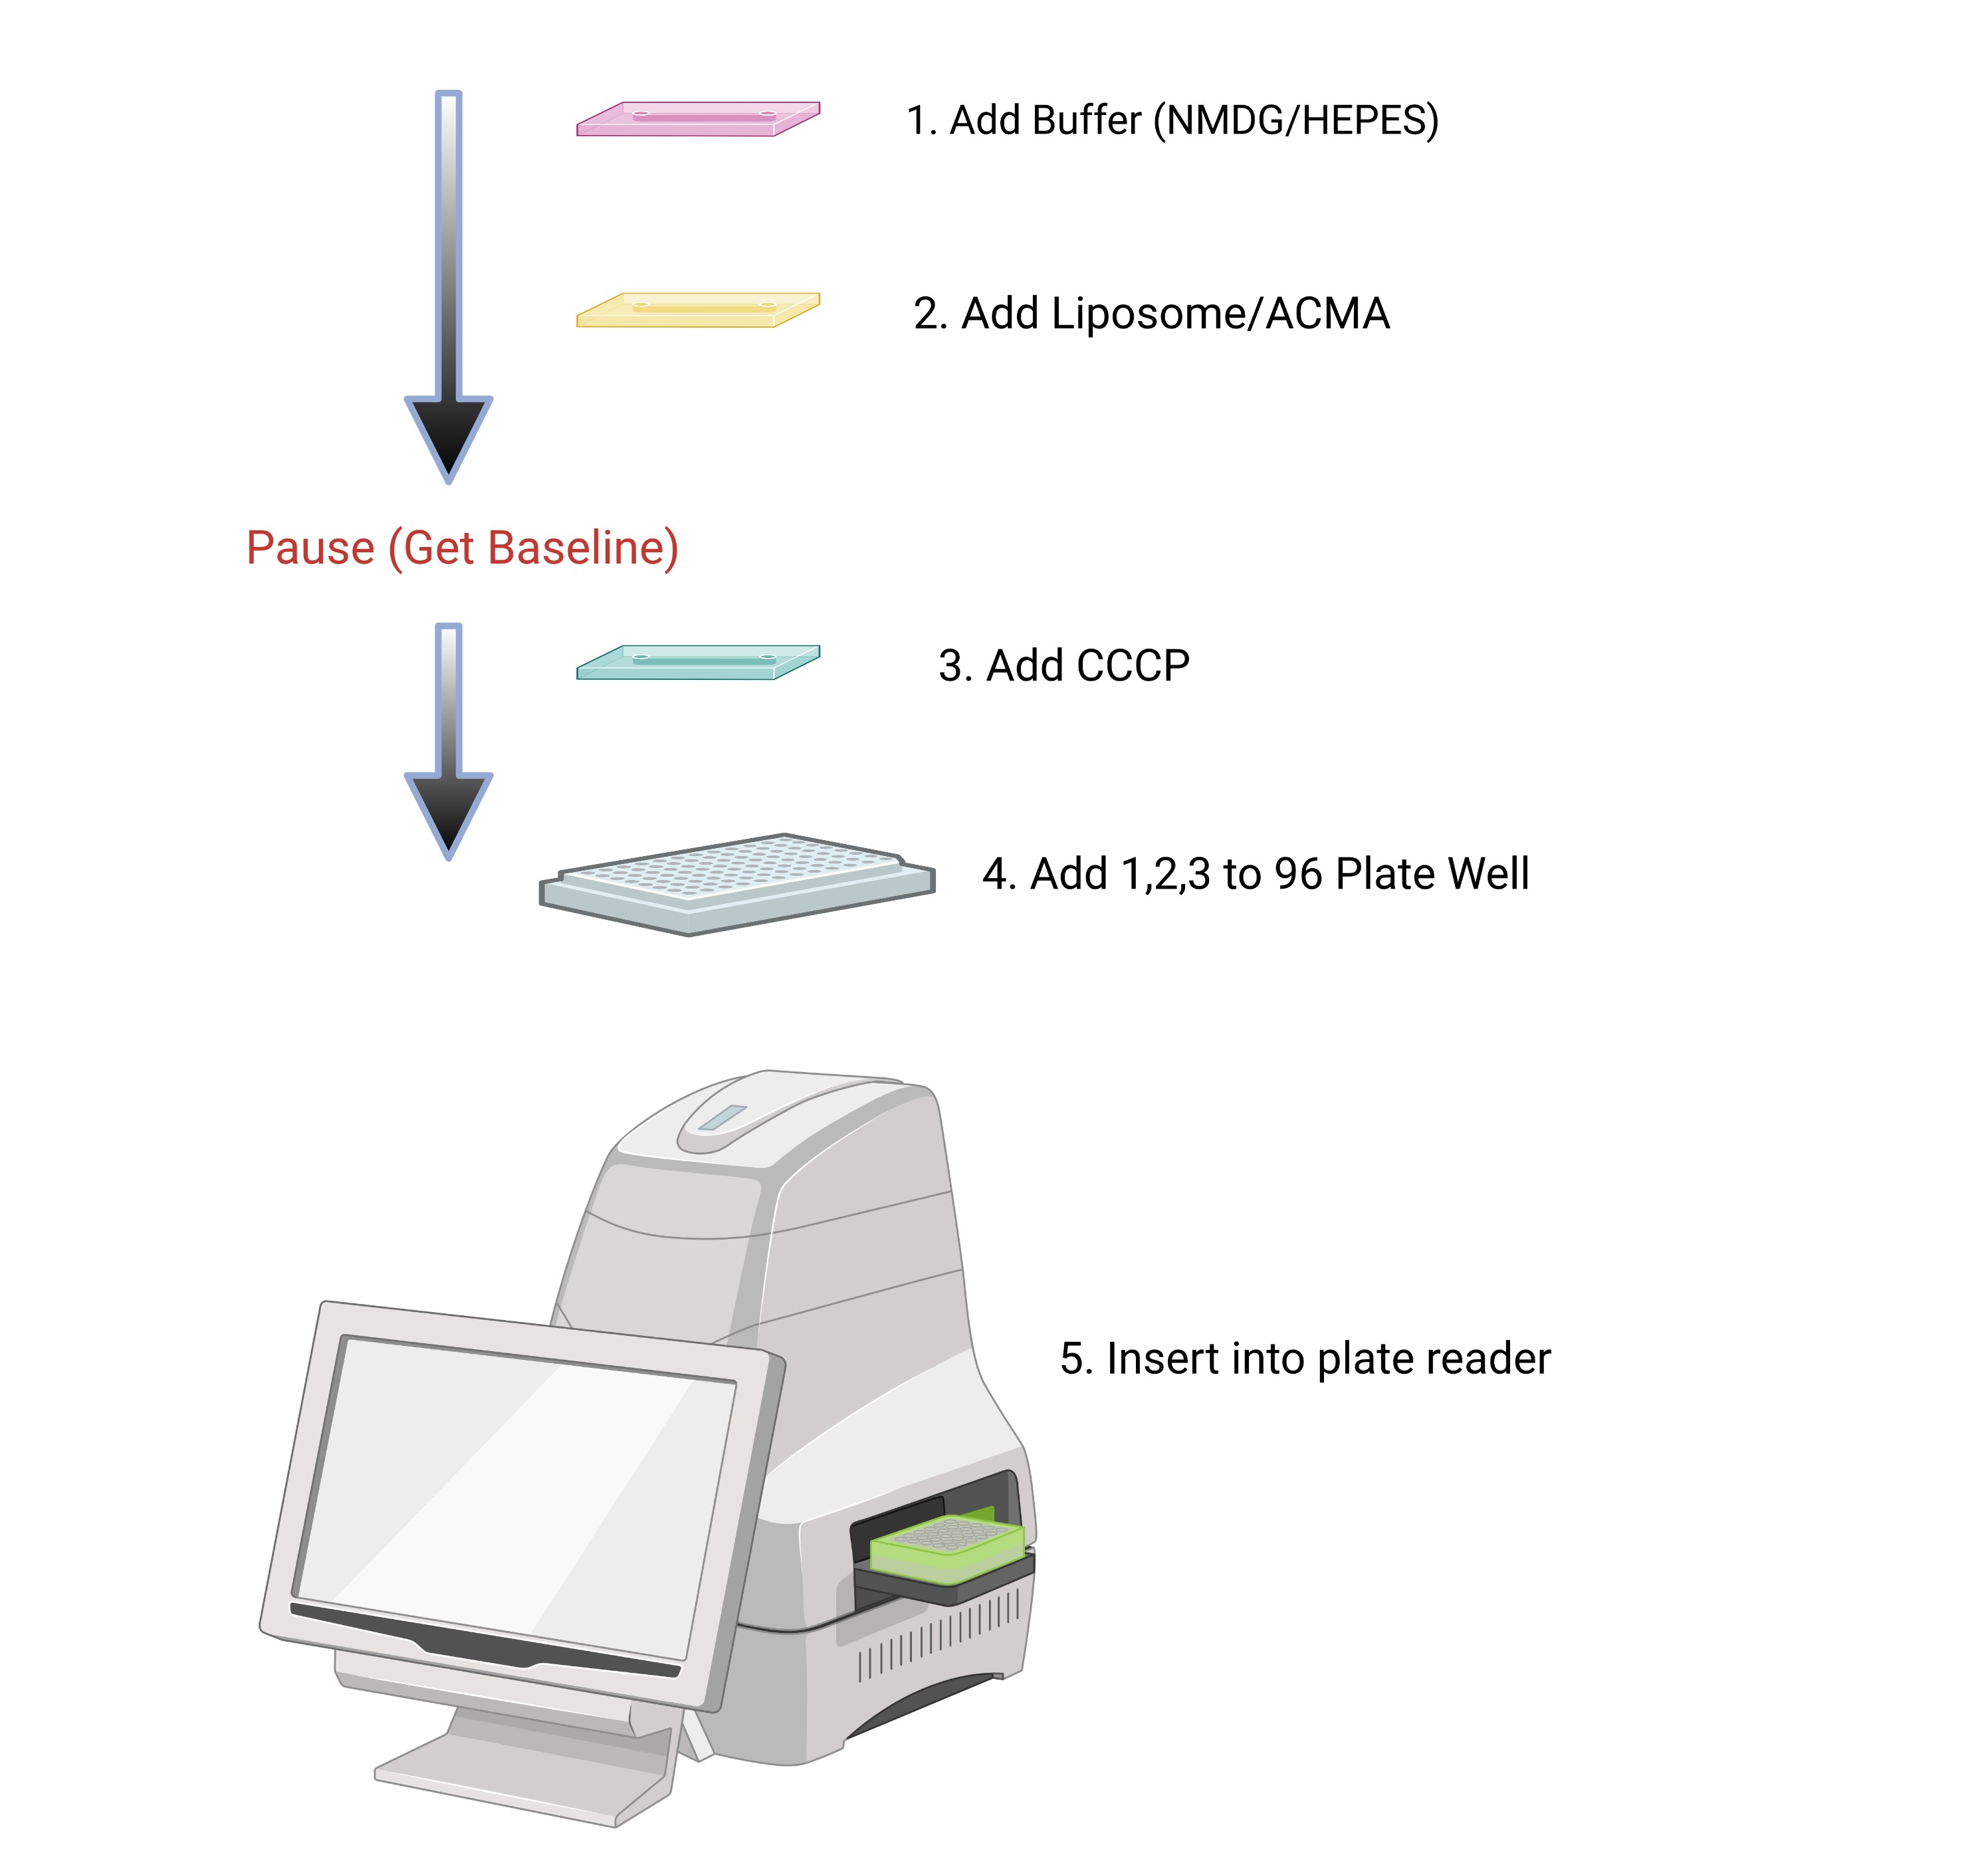 1. Add Buffer (NMDG/HEPES)
2. Add Liposome/ACMA
Pause (Get Baseline)
3. Add CCCP
4. Add 1,2,3 to 96 Plate Well
5. Insert into plate reader